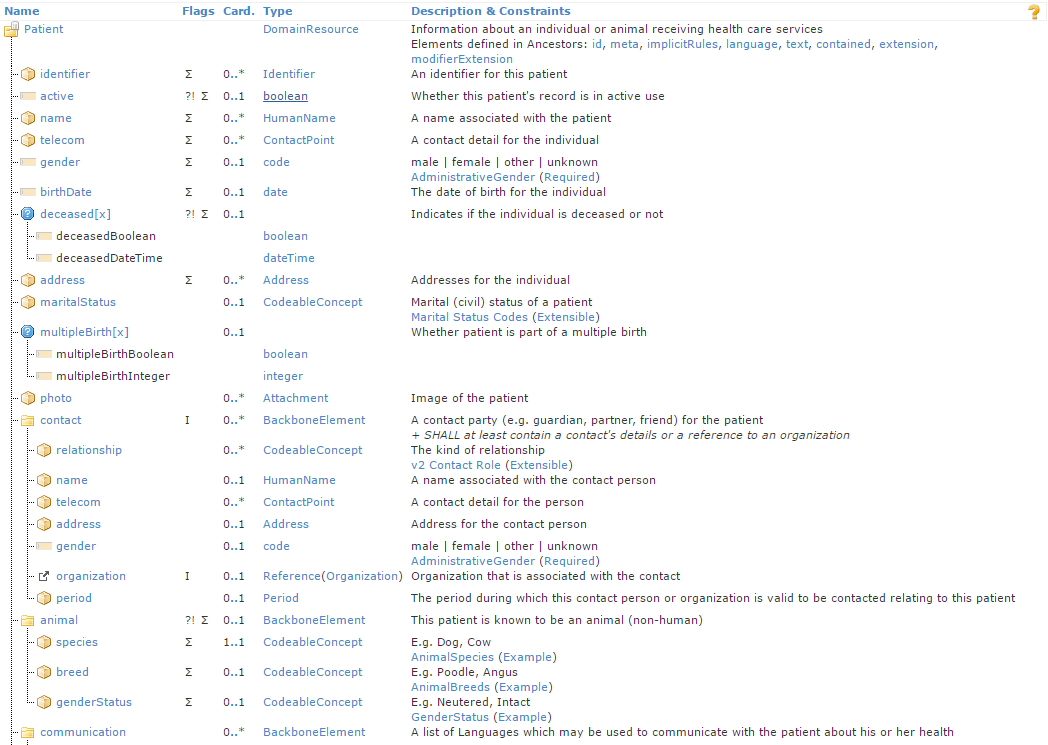 Name Flags Card. Type Description & Constraints ?
Patient DomainResource Information about an individual or animal receiving health care services
Elements defined in Ancestors: id, meta, implicitRules, language, text, contained, extension,
modifierExtension
identifier Σ 0..* Identifier An identifier for this patient
active ?! Σ 0..1 boolean Whether this patient's record is in active use
name Σ 0..* HumanName A name associated with the patient
telecom Σ 0..* ContactPoint A contact detail for the individual
gender Σ 0..1 code male | female | other | unknown
AdministrativeGender (Required)
birthDate Σ 0..1 date The date of birth for the individual
? deceased[x] ?! Σ 0..1 Indicates if the individual is deceased or not
deceasedBoolean boolean
deceasedDateTime dateTime
address Σ 0..* Address Addresses for the individual
maritalStatus 0..1 CodeableConcept Marital (civil) status of a patient
Marital Status Codes (Extensible)
? multipleBirth[x] 0..1 Whether patient is part of a multiple birth
multipleBirthBoolean boolean
multipleBirthInteger integer
photo 0..* Attachment Image of the patient
contact I 0..* BackboneElement A contact party (e.g. guardian, partner, friend) for the patient
+ SHALL at least contain a contact's details or a reference to an organization
relationship 0..* CodeableConcept The kind of relationship
v2 Contact Role (Extensible)
name 0..1 HumanName A name associated with the contact person
telecom 0..* ContactPoint A contact detail for the person
address 0..1 Address Address for the contact person
gender 0..1 code male | female | other | unknown
AdministrativeGender (Required)
organization I 0..1 Reference(Organization) Organization that is associated with the contact
period 0..1 Period The period during which this contact person or organization is valid to be contacted relating to this patient
animal ?! Σ 0..1 BackboneElement This patient is known to be an animal (non-human)
species Σ 1..1 CodeableConcept E.g. Dog, Cow
AnimalSpecies (Example)
breed Σ 0..1 CodeableConcept E.g. Poodle, Angus
AnimalBreeds (Example)
genderStatus Σ 0..1 CodeableConcept E.g. Neutered, Intact
GenderStatus (Example)
communication 0..* BackboneElement A list of Languages which may be used to communicate with the patient about his or her health